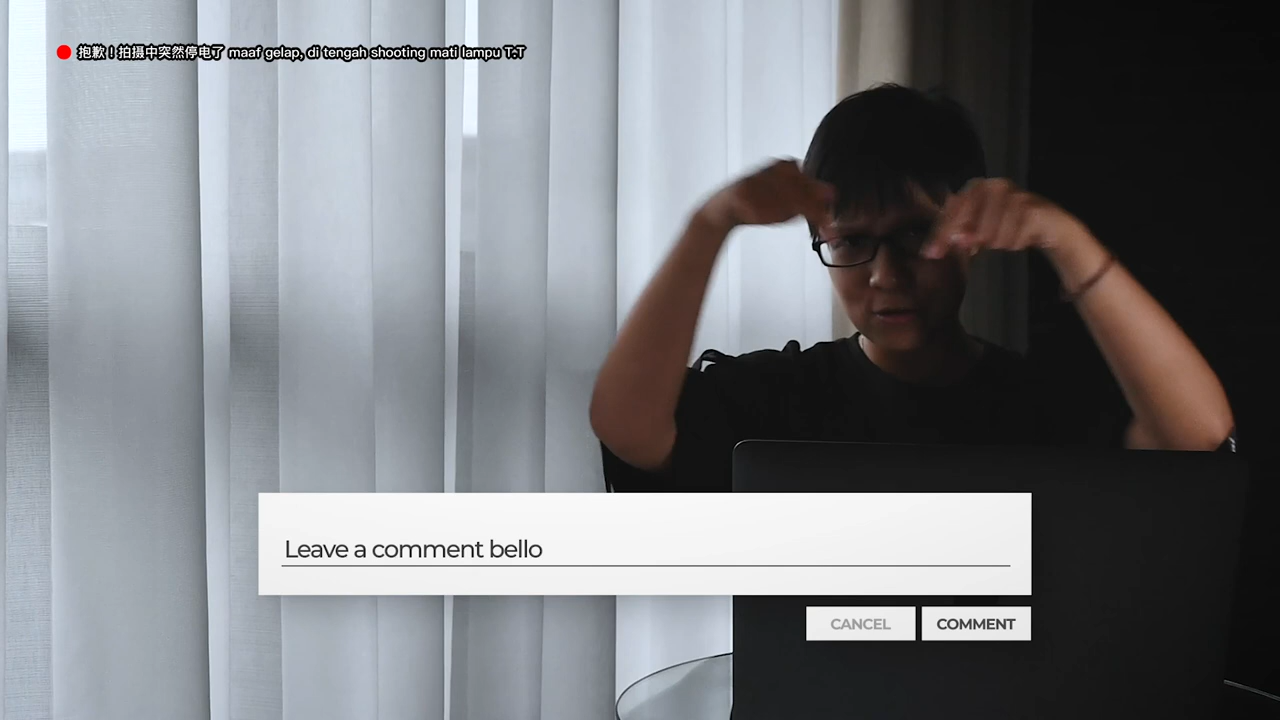 抱歉！拍摄中突然停电了 maaf gelap, di tengah shooting mati lampu T.T
Leave a comment bello
CANCEL
COMMENT